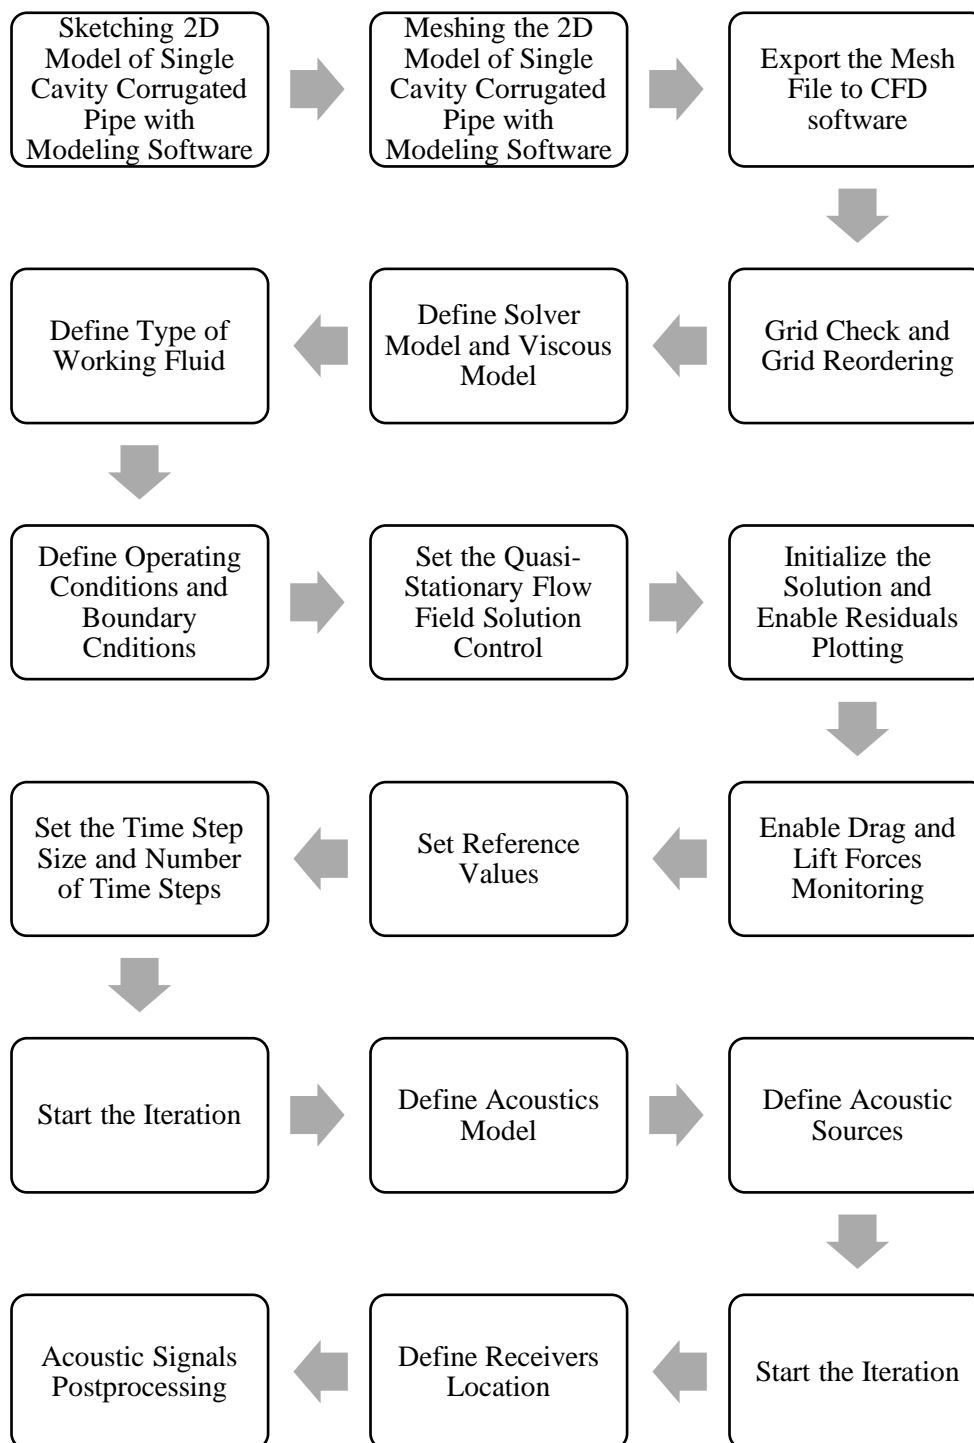 Sketching 2D
Model of Single
Cavity Corrugated
Pipe with
Modeling Software
Meshing the 2D
Model of Single
Cavity Corrugated
Pipe with
Modeling Software
Export the Mesh
File to CFD
software
Grid Check and
Grid Reordering
Define Solver
Model and Viscous
Model
Define Type of
Working Fluid
Define Operating
Conditions and
Boundary
Cnditions
Set the Quasi-
Stationary Flow
Field Solution
Control
Initialize the
Solution and
Enable Residuals
Plotting
Enable Drag and
Lift Forces
Monitoring
Set Reference
Values
Set the Time Step
Size and Number
of Time Steps
Start the Iteration
Define Acoustics
Model
Define Acoustic
Sources
Start the Iteration
Define Receivers
Location
Acoustic Signals
Postprocessing